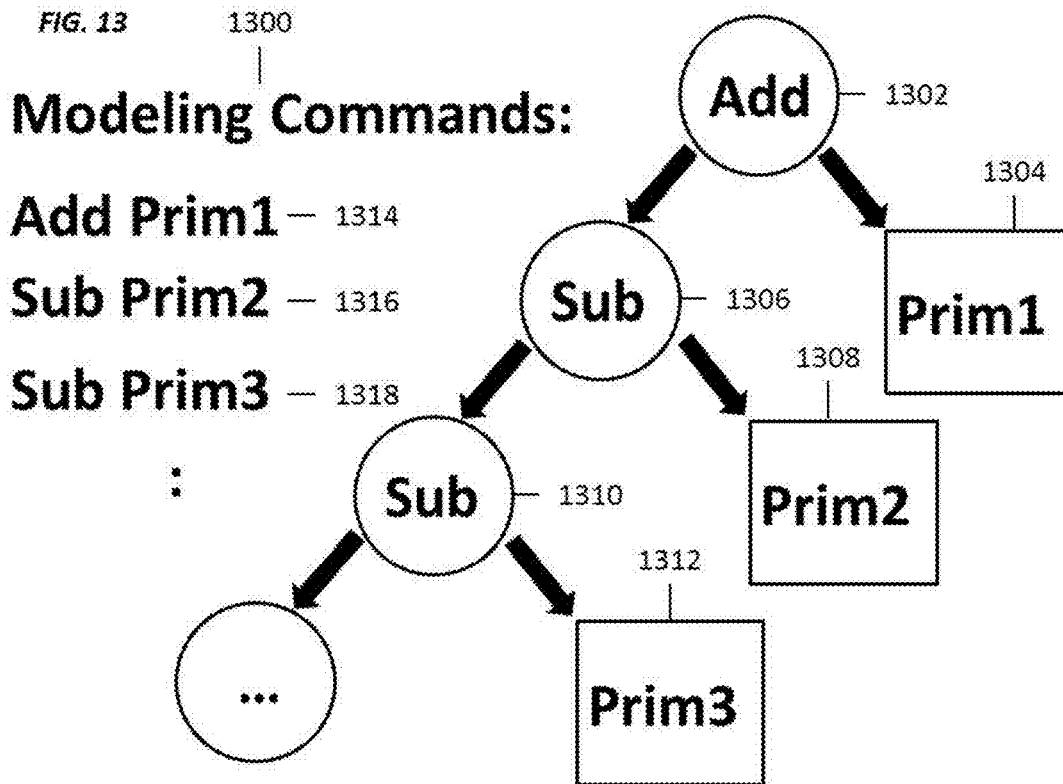 FIG. 13
1300
Modeling Commands:
Add Prim1
1314
Sub Prim2
1316
Sub Prim3
1318
:
Add
1302
1304
Prim1
Sub
1306
1308
Prim2
Sub
1310
1312
Prim3
...